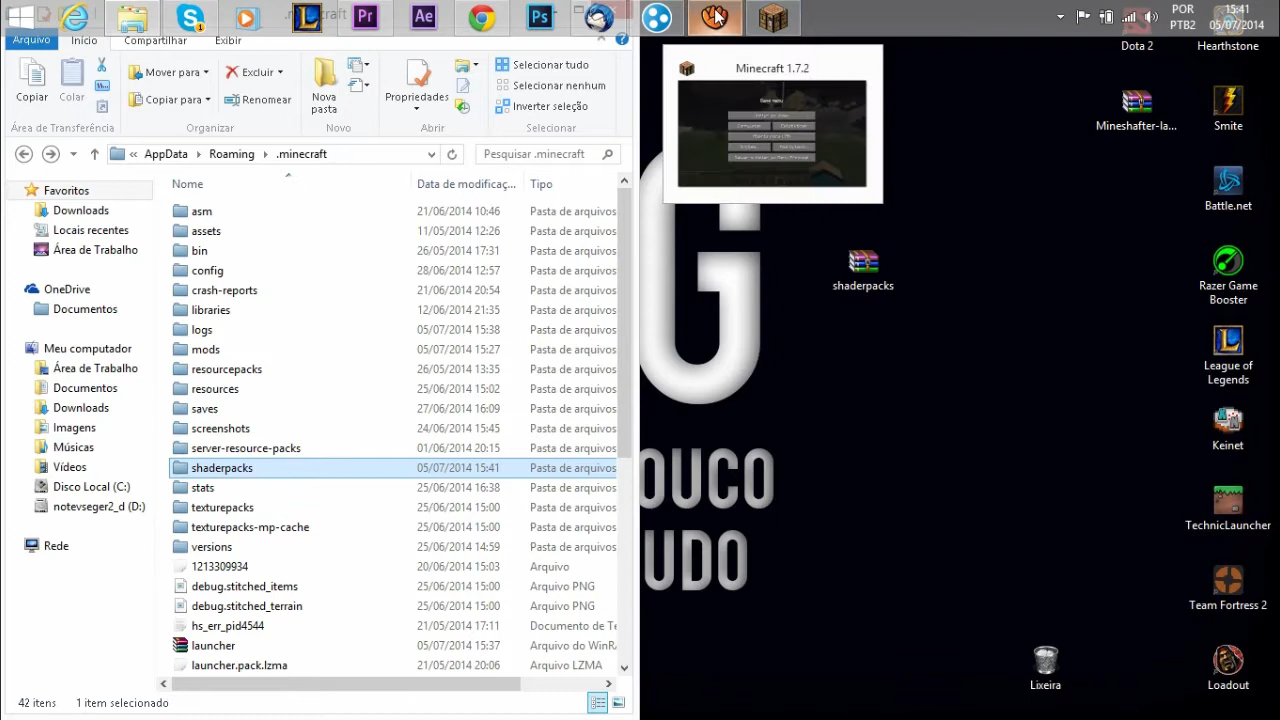 .minecraft
Arquivo Início Compartilhar Exibir
Copiar
Colar
Mover para
Copiar para
Excluir
Renomear
Nova pasta
Propriedades
Selecionar tudo
Selecionar nenhum
Inverter seleção
Área de Transferência Organizar Novo Abrir Selecionar
« AppData Roaming .minecraft
Pesquisar .minecraft
Favoritos
Downloads
Locais recentes
Área de Trabalho
OneDrive
Documentos
Meu computador
Área de Trabalho
Documentos
Downloads
Imagens
Músicas
Vídeos
Disco Local (C:)
notevseger2_d (D:)
Rede
Nome Data de modificaç... Tipo
asm 21/06/2014 10:46 Pasta de arquivos
assets 11/05/2014 12:26 Pasta de arquivos
bin 26/05/2014 17:31 Pasta de arquivos
config 28/06/2014 12:57 Pasta de arquivos
crash-reports 21/06/2014 20:54 Pasta de arquivos
libraries 12/06/2014 21:35 Pasta de arquivos
logs 05/07/2014 15:38 Pasta de arquivos
mods 05/07/2014 15:27 Pasta de arquivos
resourcepacks 26/05/2014 13:35 Pasta de arquivos
resources 25/06/2014 15:02 Pasta de arquivos
saves 27/06/2014 16:09 Pasta de arquivos
screenshots 24/06/2014 15:45 Pasta de arquivos
server-resource-packs 01/06/2014 20:15 Pasta de arquivos
shaderpacks 05/07/2014 15:41 Pasta de arquivos
stats 25/06/2014 16:38 Pasta de arquivos
texturepacks 25/06/2014 15:00 Pasta de arquivos
texturepacks-mp-cache 25/06/2014 15:00 Pasta de arquivos
versions 25/06/2014 14:59 Pasta de arquivos
1213309934 20/06/2014 15:03 Arquivo
debug.stitched_items 25/06/2014 15:00 Arquivo PNG
debug.stitched_terrain 25/06/2014 15:00 Arquivo PNG
hs_err_pid4544 21/05/2014 17:11 Documento de Te
launcher 05/07/2014 15:37 Arquivo do WinRA
launcher.pack.lzma 21/05/2014 20:06 Arquivo LZMA
42 itens 1 item selecionado
Pr
Ae
Ps
POR
PTB2
15:41
05/07/2014
Minecraft 1.7.2
Game menu
G
OUCO
UDO
shaderpacks
Dota 2
Hearthstone
Mineshafter-la...
Smite
Battle.net
Razer Game Booster
League of Legends
Keinet
TechnicLauncher
Team Fortress 2
Lixeira
Loadout